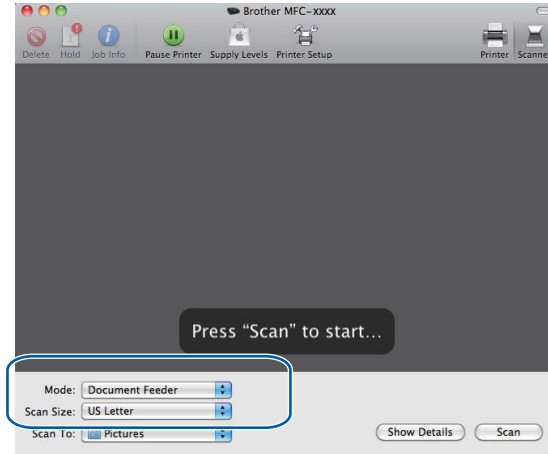 Brother MFC-XXXX
Delete Hold Job Info Pause Printer Supply Levels Printer Setup Printer Scanne
Press “Scan” to start...
Mode: Document Feeder
Scan Size: US Letter
Scan To: Pictures Show Details Scan